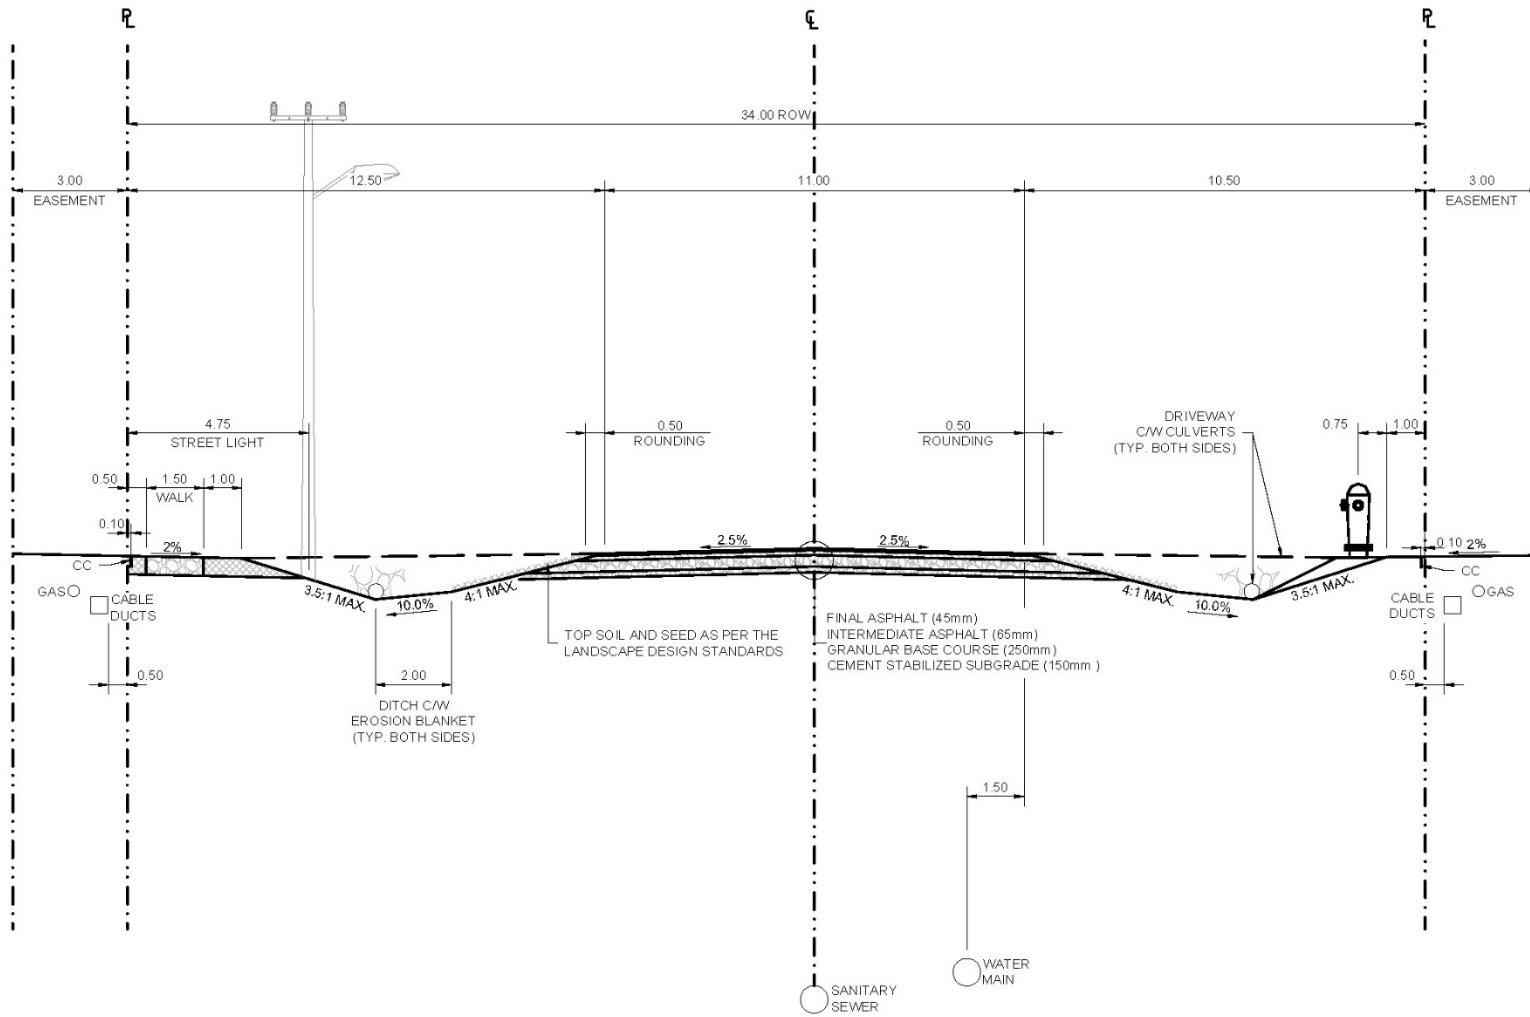 PL
CL
PL
34.00 ROW
3.00
EASEMENT
12.50
11.00
10.50
3.00
EASEMENT
4.75
STREET LIGHT
0.50
ROUNDING
0.50
ROUNDING
DRIVEWAY
C/W CULVERTS
(TYP. BOTH SIDES)
0.75
1.00
0.50
1.50
WALK
1.00
0.10
2%
CC
2.5%
2.5%
0.10
2%
CC
GAS
CABLE
DUCTS
3.5:1 MAX.
10.0%
4:1 MAX.
4:1 MAX.
10.0%
3.5:1 MAX.
CABLE
DUCTS
GAS
TOP SOIL AND SEED AS PER THE
LANDSCAPE DESIGN STANDARDS
FINAL ASPHALT (45mm)
INTERMEDIATE ASPHALT (65mm)
GRANULAR BASE COURSE (250mm)
CEMENT STABILIZED SUBGRADE (150mm )
0.50
2.00
0.50
DITCH C/W
EROSION BLANKET
(TYP. BOTH SIDES)
1.50
WATER
MAIN
SANITARY
SEWER